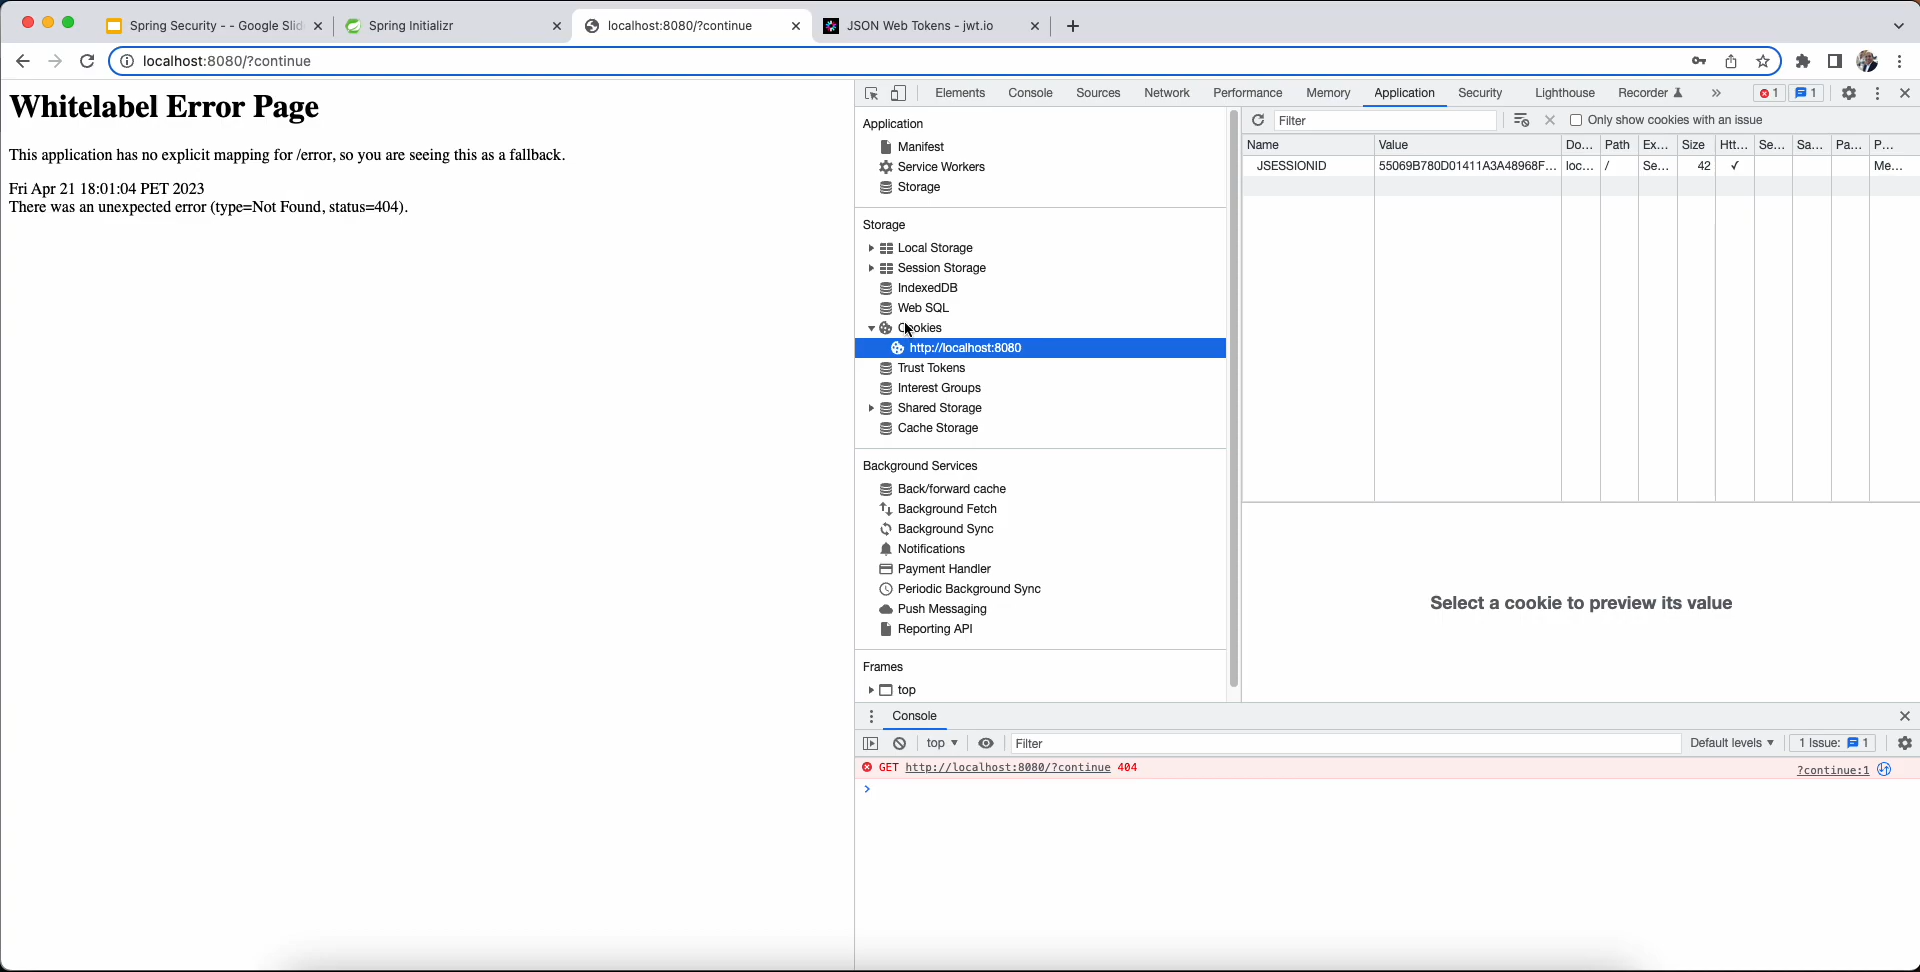 Spring Security - - Google Slid
Spring Initializr
localhost:8080/?continue
JSON Web Tokens - jwt.io
localhost:8080/?continue
Whitelabel Error Page
This application has no explicit mapping for /error, so you are seeing this as a fallback.
Fri Apr 21 18:01:04 PET 2023
There was an unexpected error (type=Not Found, status=404).
Elements Console Sources Network Performance Memory Application Security Lighthouse Recorder 1 1
Application
Manifest
Service Workers
Storage
Storage
Local Storage
Session Storage
IndexedDB
Web SQL
Cookies
http://localhost:8080
Trust Tokens
Interest Groups
Shared Storage
Cache Storage
Background Services
Back/forward cache
Background Fetch
Background Sync
Notifications
Payment Handler
Periodic Background Sync
Push Messaging
Reporting API
Frames
top
Filter Only show cookies with an issue
Name Value Do... Path Ex... Size Htt... Se... Sa... Pa... P...
JSESSIONID 55069B780D01411A3A48968F... loc... / Se... 42 ✓ Me...
Select a cookie to preview its value
Console
top Filter Default levels 1 Issue: 1
GET http://localhost:8080/?continue 404 ?continue:1